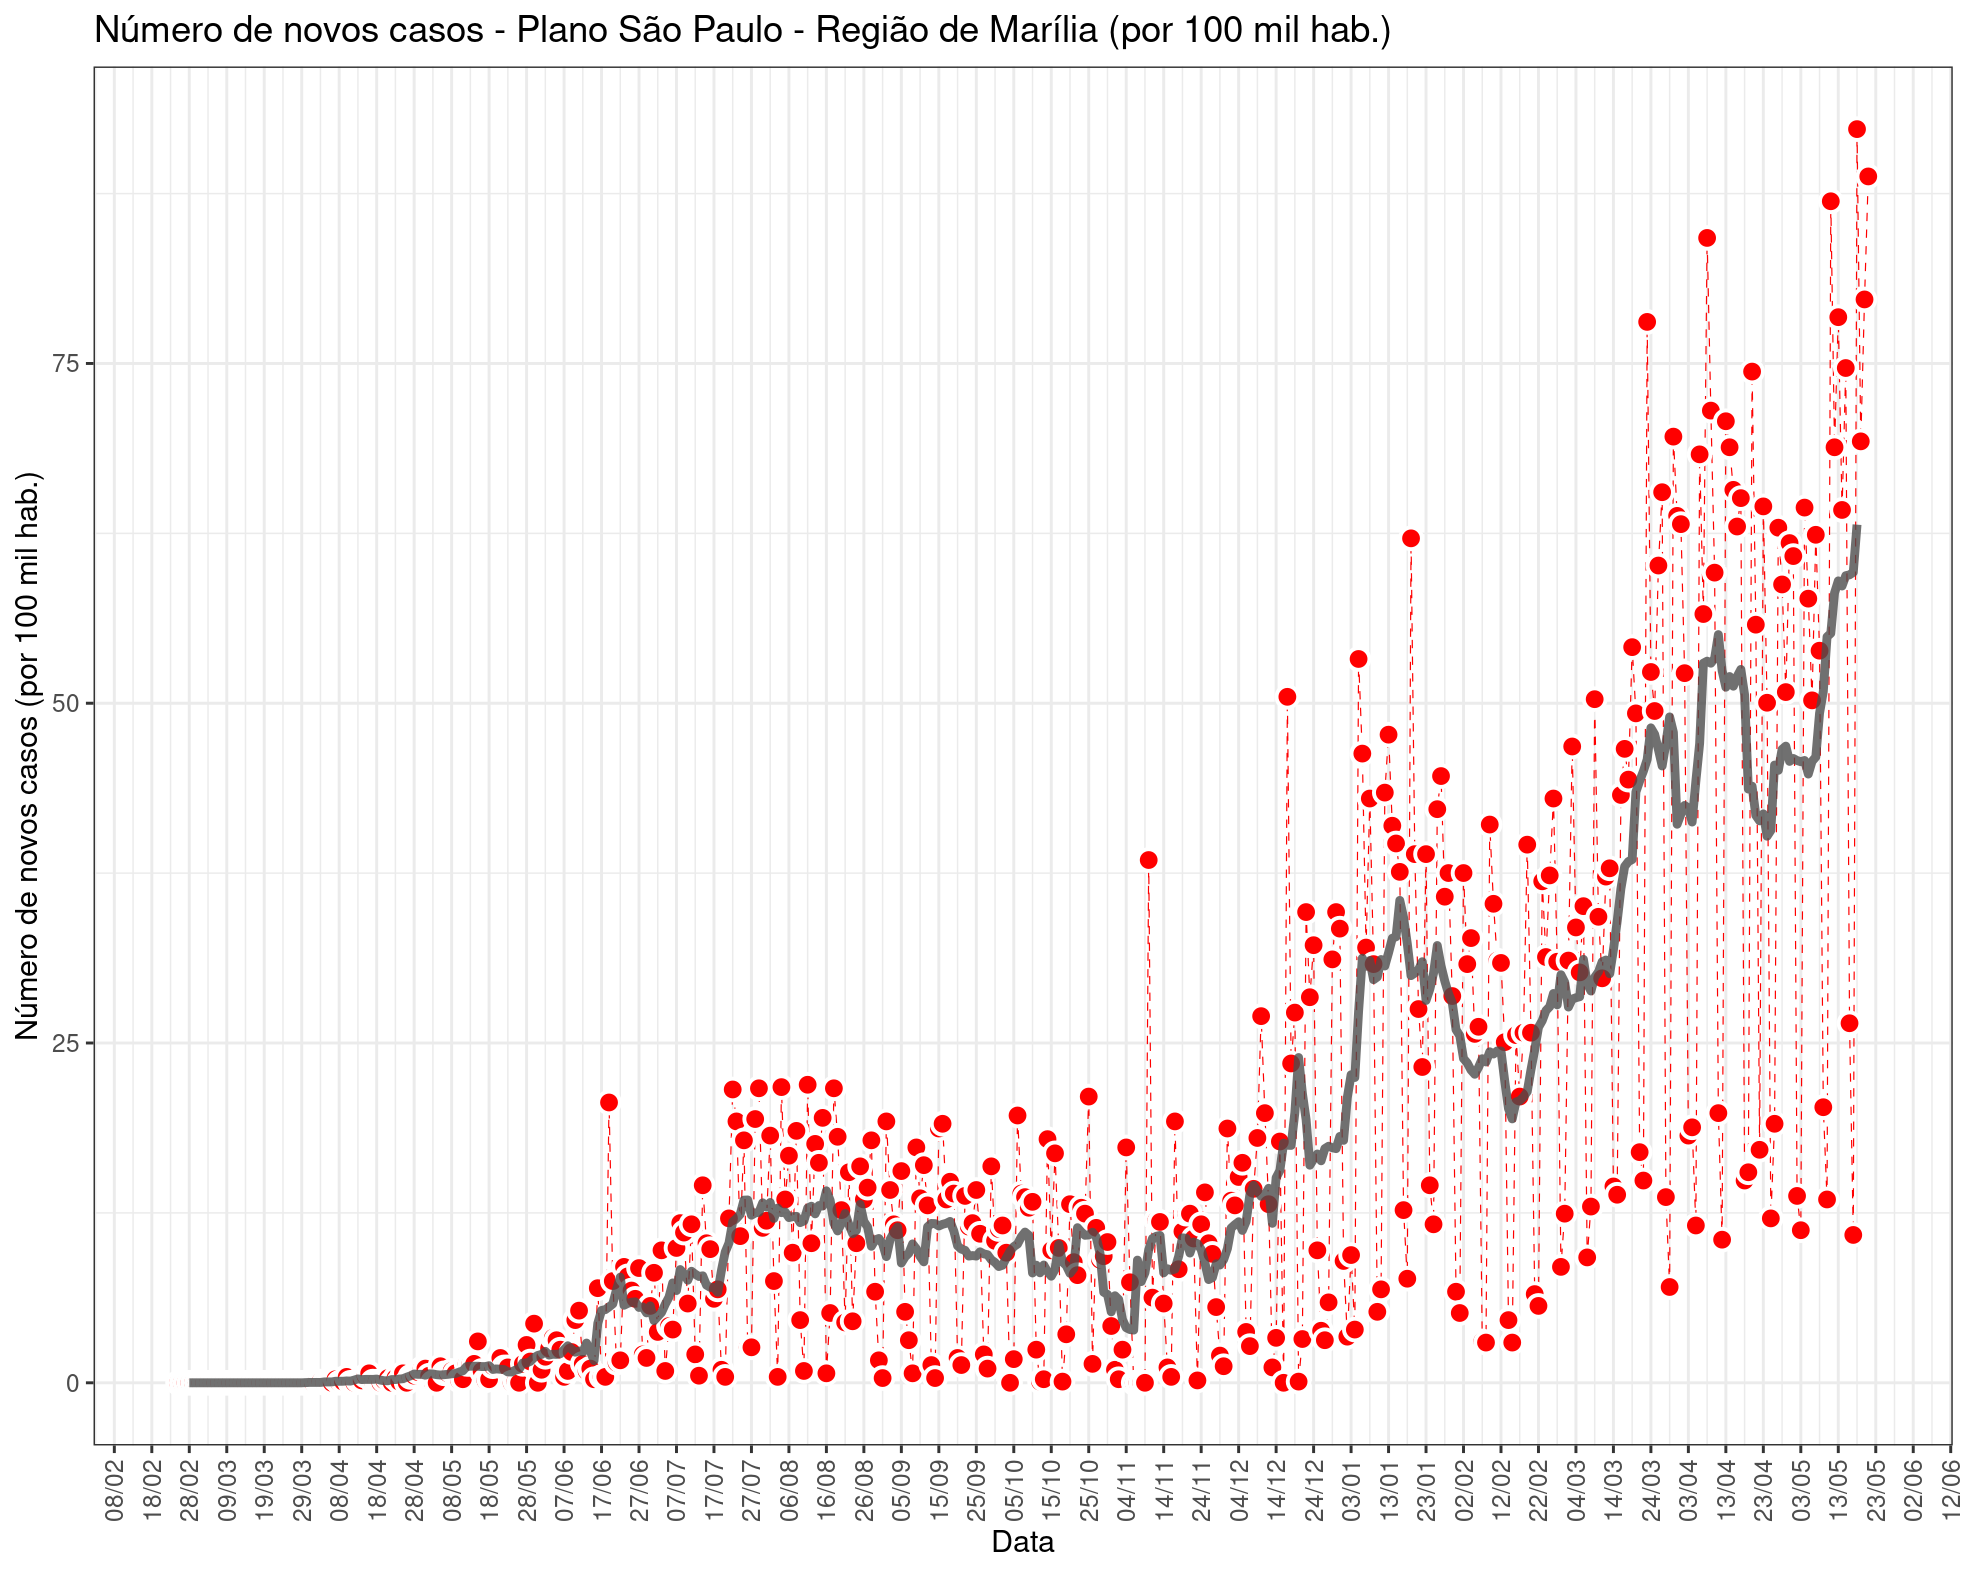 Número de novos casos - Plano São Paulo - Região de Marília (por 100 mil hab.)
Número de novos casos (por 100 mil hab.)
75
50
25
0
08/02 18/02 28/02 09/03 19/03 29/03 08/04 18/04 28/04 08/05 18/05 28/05 07/06 17/06 27/06 07/07 17/07 27/07 06/08 16/08 26/08 05/09 15/09 25/09 05/10 15/10 25/10 04/11 14/11 24/11 04/12 14/12 24/12 03/01 13/01 23/01 02/02 12/02 22/02 04/03 14/03 24/03 03/04 13/04 23/04 03/05 13/05 23/05 02/06 12/06
Data